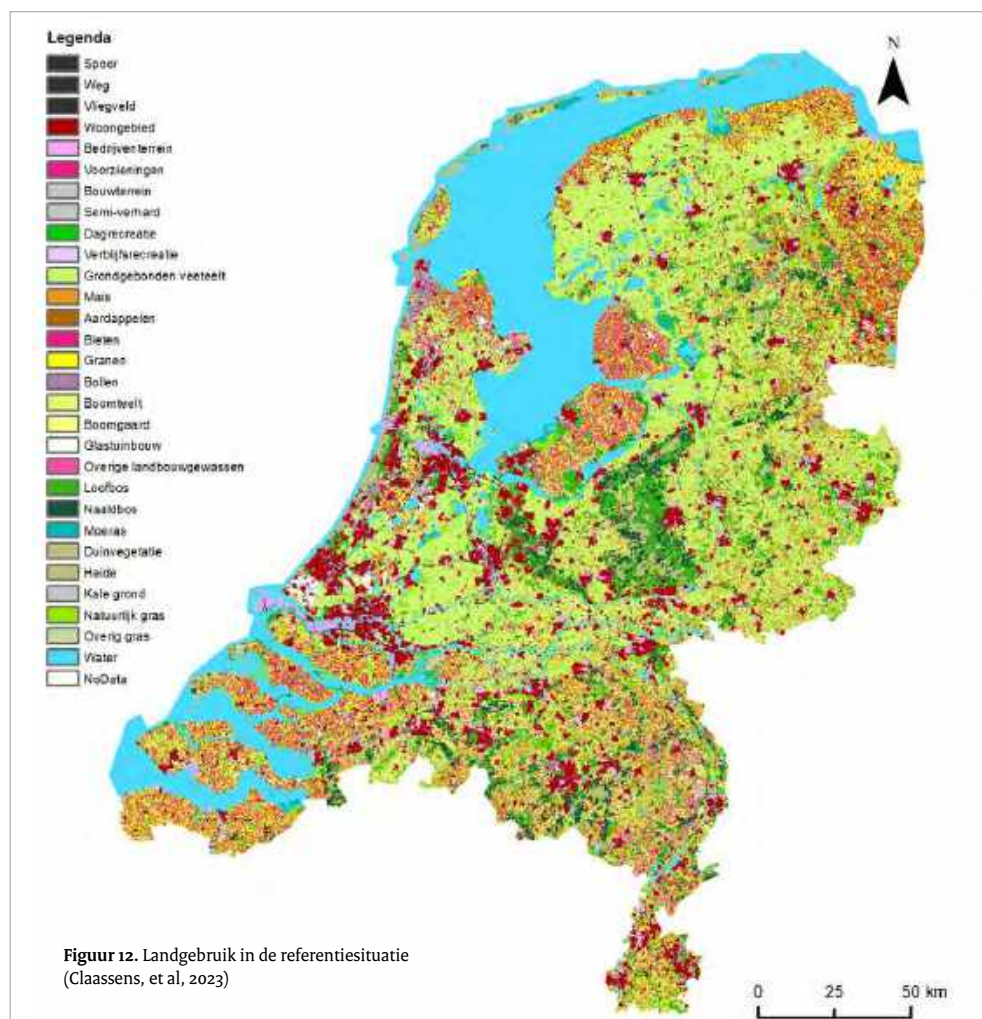 Legenda
Spoor
Weg
Vliegveld
Woongebied
Bedrijventerrein
Voorzieningen
Bouwterrein
Semi-verhard
Dagrecreatie
Verblijfsrecreatie
Grondgebonden veeteelt
Mais
Aardappelen
Bieten
Granen
Bollen
Boomteelt
Boomgaard
Glastuinbouw
Overige landbouwgewassen
Loofbos
Naaldbos
Moeras
Duinvegetatie
Heide
Kale grond
Natuurlijk gras
Overig gras
Water
NoData
N
Figuur 12. Landgebruik in de referentiesituatie
(Claassens, et al, 2023)
0 25 50 km